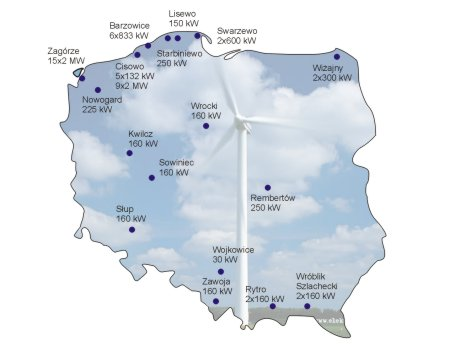 Lisewo
150 kW
Barzowice
6x833 kW
Swarzewo
2x600 kW
Starbiniewo
250 kW
Zagórze
15x2 MW
Cisowo
5x132 kW
9x2 MW
Wiżajny
2x300 kW
Nowogard
225 kW
Wrocki
160 kW
Kwilcz
160 kW
Sowiniec
160 kW
Rembertów
250 kW
Słup
160 kW
Wojkowice
30 kW
Zawoja
160 kW
Rytro
2x160 kW
Wróblik
Szlachecki
2x160 kW